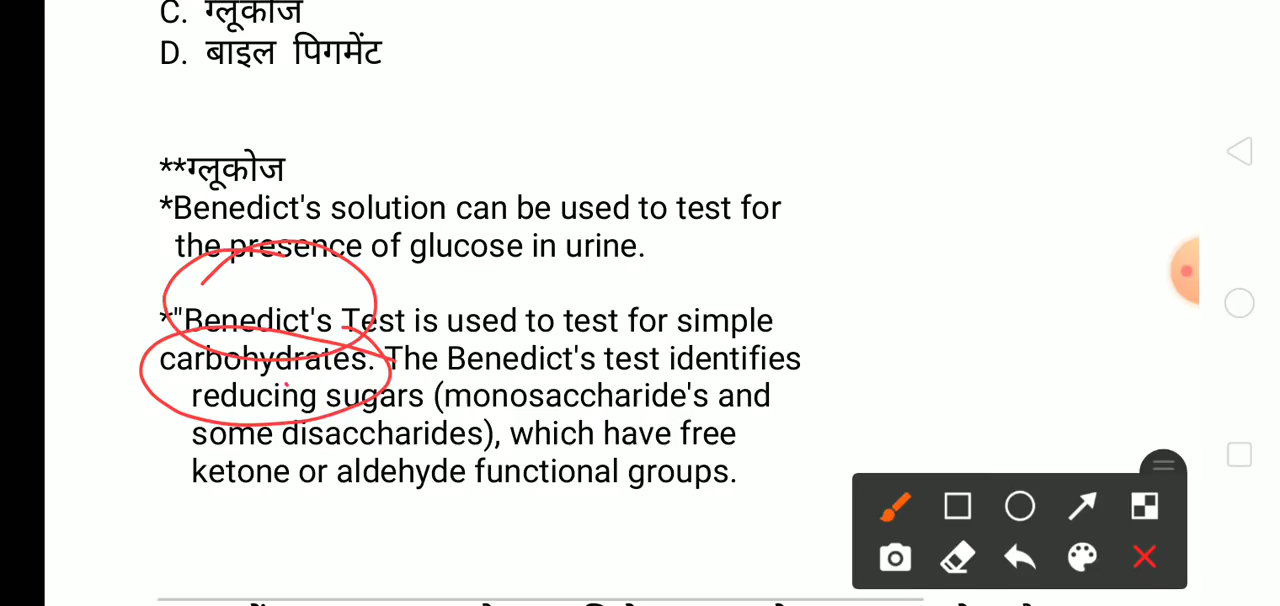 C. ग्लूकोज
D. बाइल पिगमेंट
**ग्लूकोज
*Benedict's solution can be used to test for
the presence of glucose in urine.
*"Benedict's Test is used to test for simple
carbohydrates. The Benedict's test identifies
reducing sugars (monosaccharide's and
some disaccharides), which have free
ketone or aldehyde functional groups.